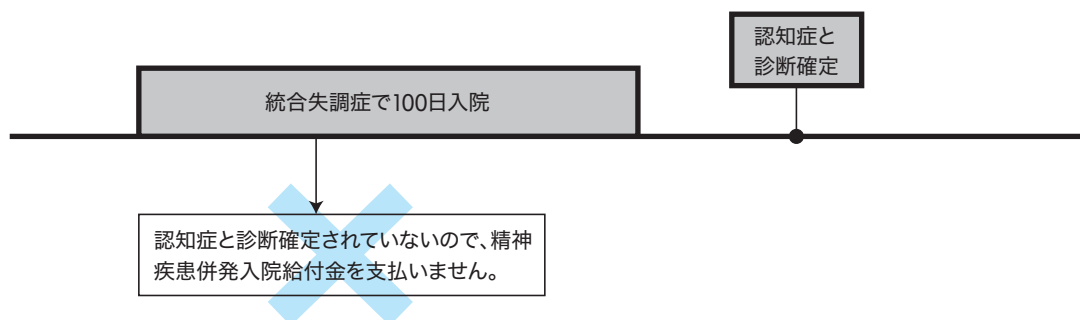 認知症と
診断確定
統合失調症で100日入院
認知症と診断確定されていないので、精神
疾患併発入院給付金を支払いません。